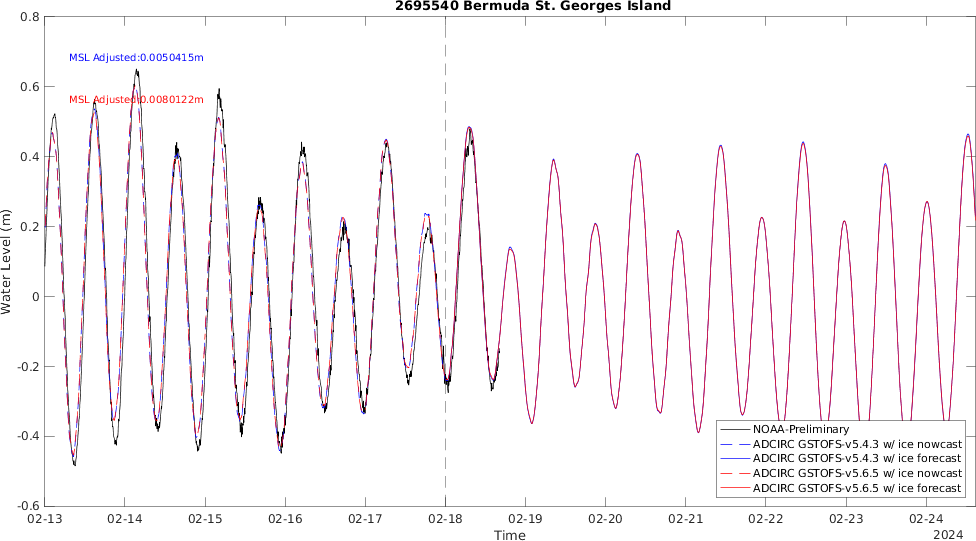 2695540 Bermuda St. Georges Island
0.8
0.6
0.4
0.2
0
-0.2
-0.4
-0.6
Water Level (m)
MSL Adjusted:0.0050415m
MSL Adjusted:0.0080122m
NOAA-Preliminary
ADCIRC GSTOFS-v5.4.3 w/ ice nowcast
ADCIRC GSTOFS-v5.4.3 w/ ice forecast
ADCIRC GSTOFS-v5.6.5 w/ ice nowcast
ADCIRC GSTOFS-v5.6.5 w/ ice forecast
02-13 02-14 02-15 02-16 02-17 02-18 02-19 02-20 02-21 02-22 02-23 02-24
Time
2024